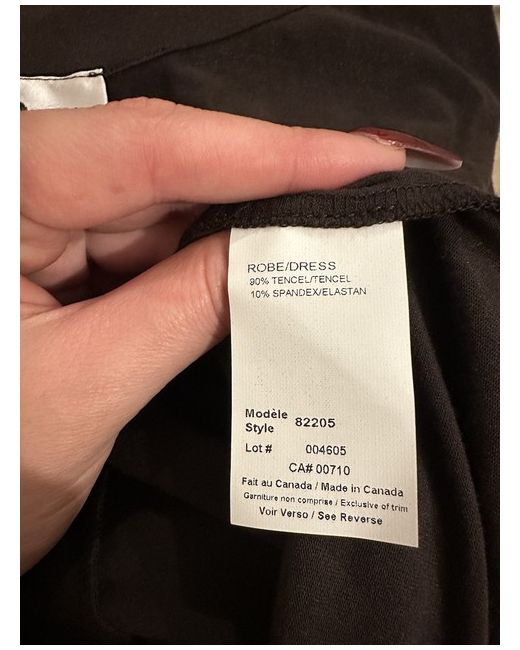 ROBE/DRESS
90% TENCEL/TENCEL
10% SPANDEX/ELASTAN
Modèle
Style 82205
Lot # 004605
CA# 00710
Fait au Canada / Made in Canada
Garniture non comprise / Exclusive of trim
Voir Verso / See Reverse